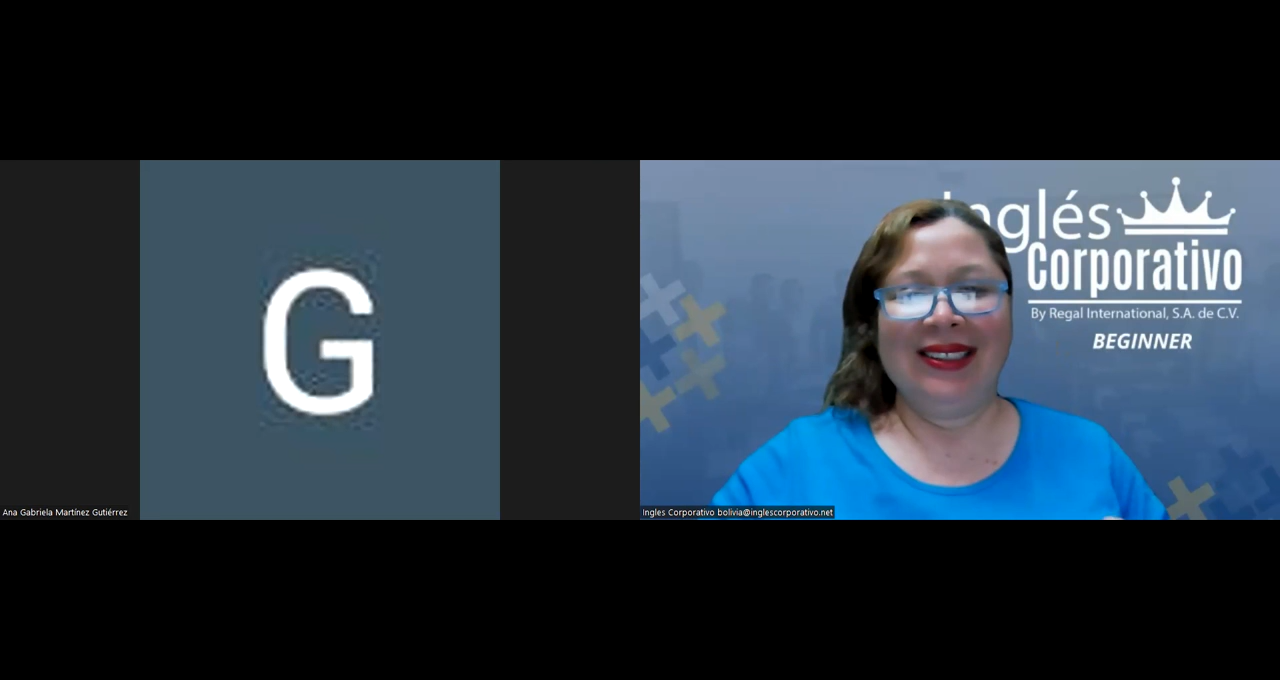 G
Ana Gabriela Martínez Gutiérrez
Inglés
Corporativo
By Regal International, S.A. de C.V.
BEGINNER
Ingles Corporativo bolivia@inglescorporativo.net